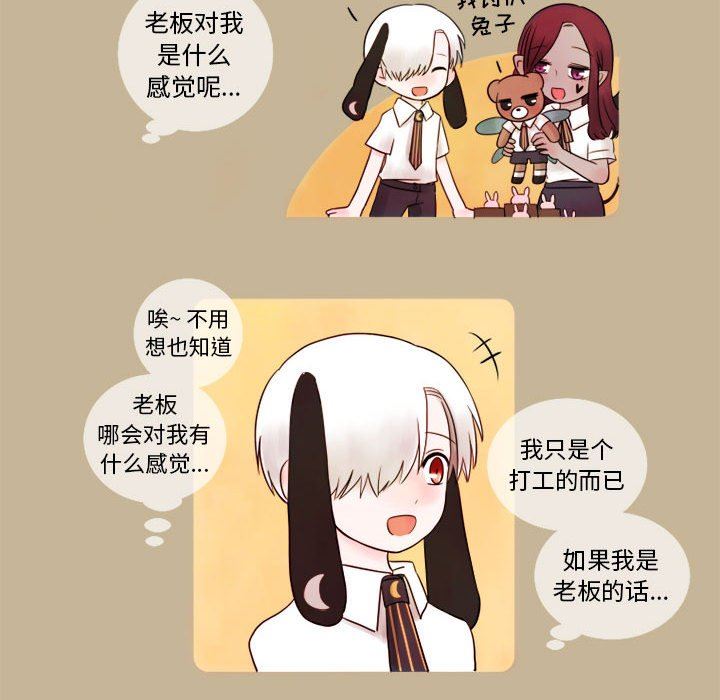 老板对我
是什么
感觉呢...
兔子
唉~ 不用
想也知道
老板
哪会对我有
什么感觉...
我只是个
打工的而已
如果我是
老板的话...